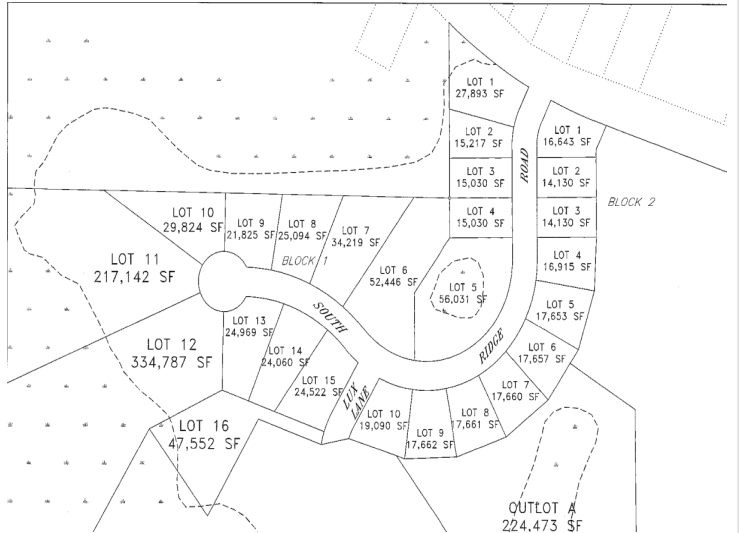 LOT 1
27,893 SF
LOT 2
15,217 SF
LOT 3
15,030 SF
LOT 4
15,030 SF
LOT 5
56,031 SF
LOT 6
52,446 SF
LOT 7
34,219 SF
LOT 8
25,094 SF
LOT 9
21,825 SF
LOT 10
29,824 SF
LOT 11
217,142 SF
LOT 12
334,787 SF
LOT 13
24,969 SF
LOT 14
24,060 SF
LOT 15
24,522 SF
LOT 16
47,552 SF
BLOCK 1
SOUTH
RIDGE
ROAD
LUX
LANE
LOT 1
16,643 SF
LOT 2
14,130 SF
LOT 3
14,130 SF
LOT 4
16,915 SF
LOT 5
17,653 SF
LOT 6
17,657 SF
LOT 7
17,660 SF
LOT 8
17,661 SF
LOT 9
17,662 SF
LOT 10
19,090 SF
BLOCK 2
OUTLOT A
224,473 SF